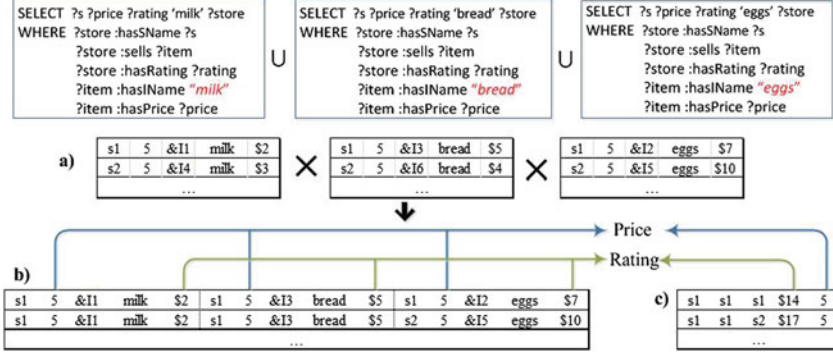 SELECT ?s ?price ?rating 'milk' ?store
WHERE ?store :hasSName ?s
?store :sells ?item
?store :hasRating ?rating
?item :hasIName "milk"
?item :hasPrice ?price
∪
SELECT ?s ?price ?rating 'bread' ?store
WHERE ?store :hasSName ?s
?store :sells ?item
?store :hasRating ?rating
?item :hasIName "bread"
?item :hasPrice ?price
∪
SELECT ?s ?price ?rating 'eggs' ?store
WHERE ?store :hasSName ?s
?store :sells ?item
?store :hasRating ?rating
?item :hasIName "eggs"
?item :hasPrice ?price
a)
s1 5 &I1 milk $2
s2 5 &I4 milk $3
...
×
s1 5 &I3 bread $5
s2 5 &I6 bread $4
...
×
s1 5 &I2 eggs $7
s2 5 &I5 eggs $10
...
Price
Rating
b)
s1 5 &I1 milk $2 s1 5 &I3 bread $5 s1 5 &I2 eggs $7
s1 5 &I1 milk $2 s1 5 &I3 bread $5 s2 5 &I5 eggs $10
...
c)
s1 s1 s1 $14 5
s1 s1 s2 $17 5
...